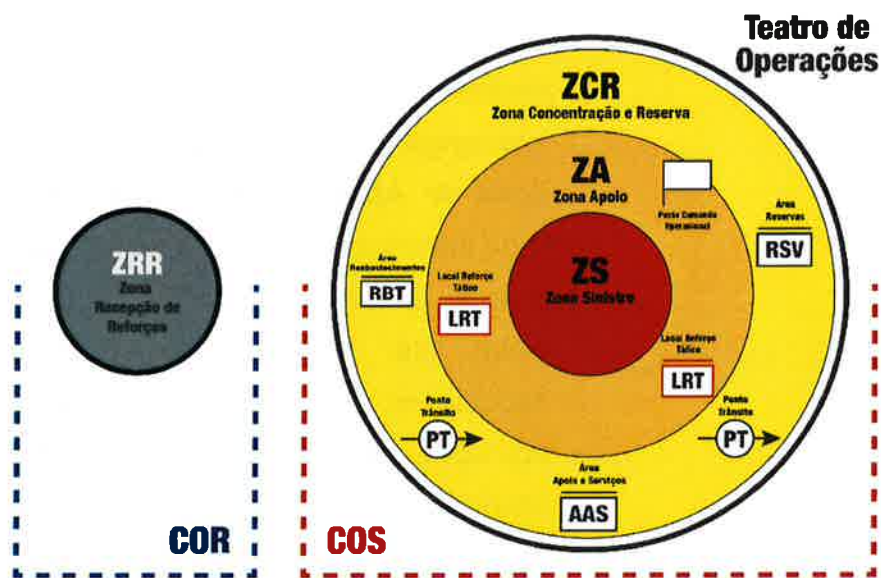 Teatro de
Operações
ZCR
Zona Concentração e Reserva
ZA
Zona Apoio
Posto Comando
Operacional
Área
Reservas
RSV
ZRR
Zona
Recepção de
Reforços
ZS
Zona Sinistro
Área
Reabastecimentos
RBT
Local Reforço
Tático
LRT
Local Reforço
Tático
LRT
Ponto
Trânsito
PT
Ponto
Trânsito
PT
Área
Apoio e Serviços
AAS
COR
COS